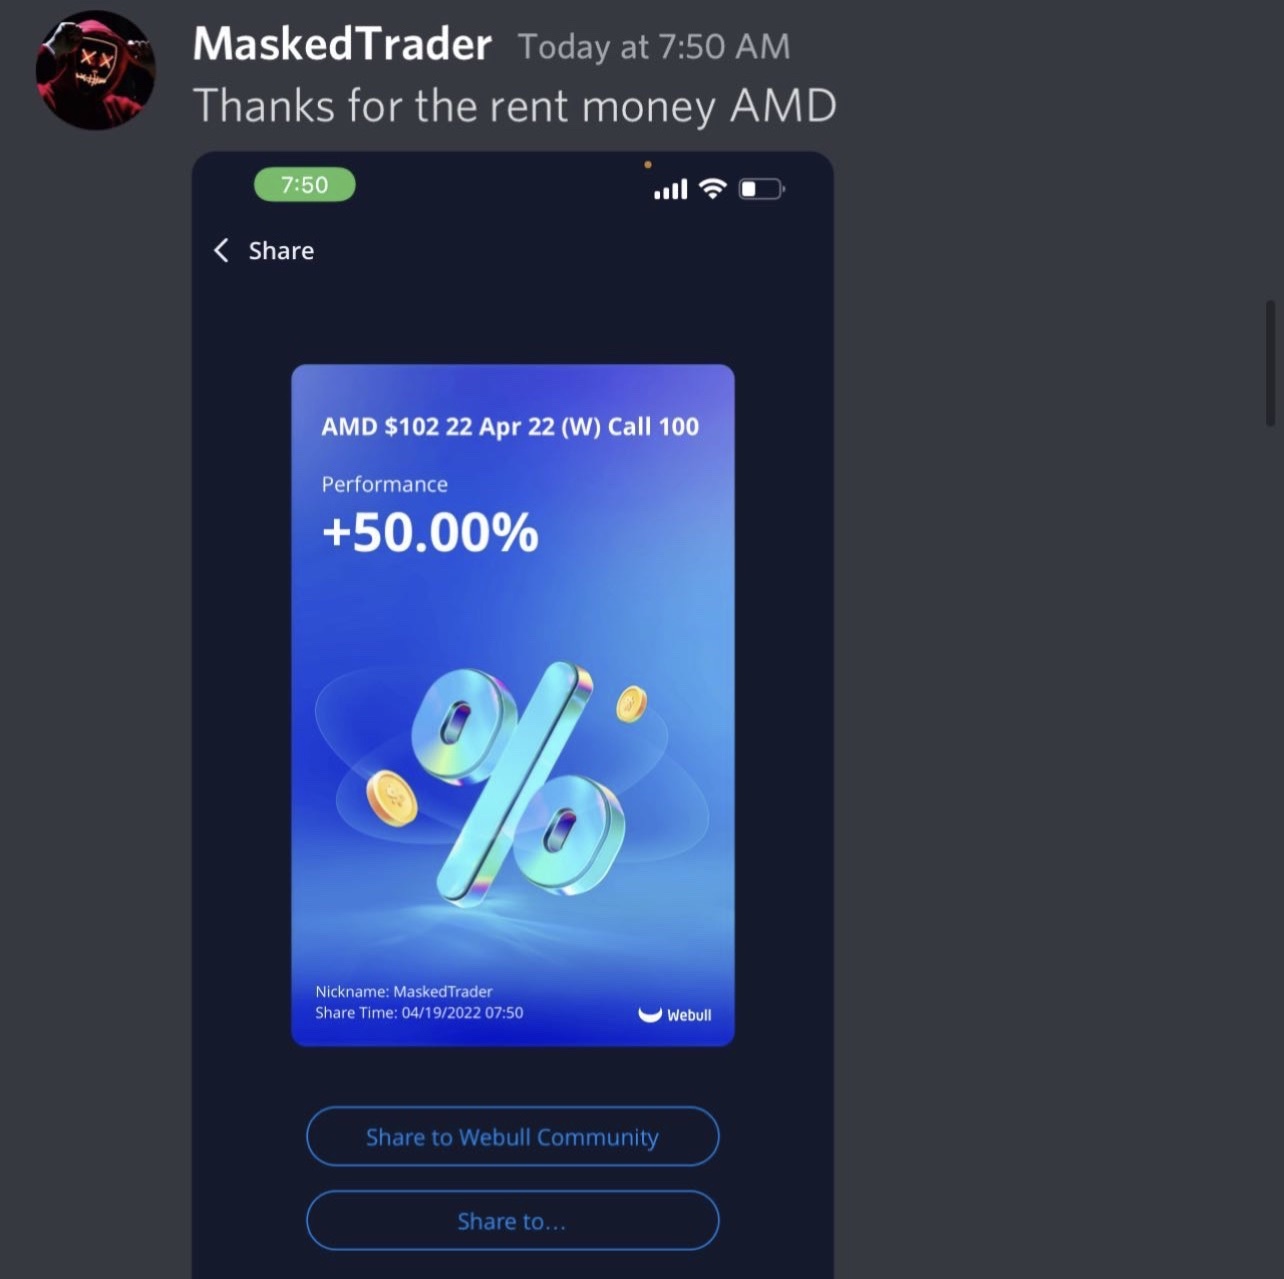 MaskedTrader Today at 7:50 AM
Thanks for the rent money AMD
7:50
Share
AMD $102 22 Apr 22 (W) Call 100
Performance
+50.00%
Nickname: MaskedTrader
Share Time: 04/19/2022 07:50
Webull
Share to Webull Community
Share to...